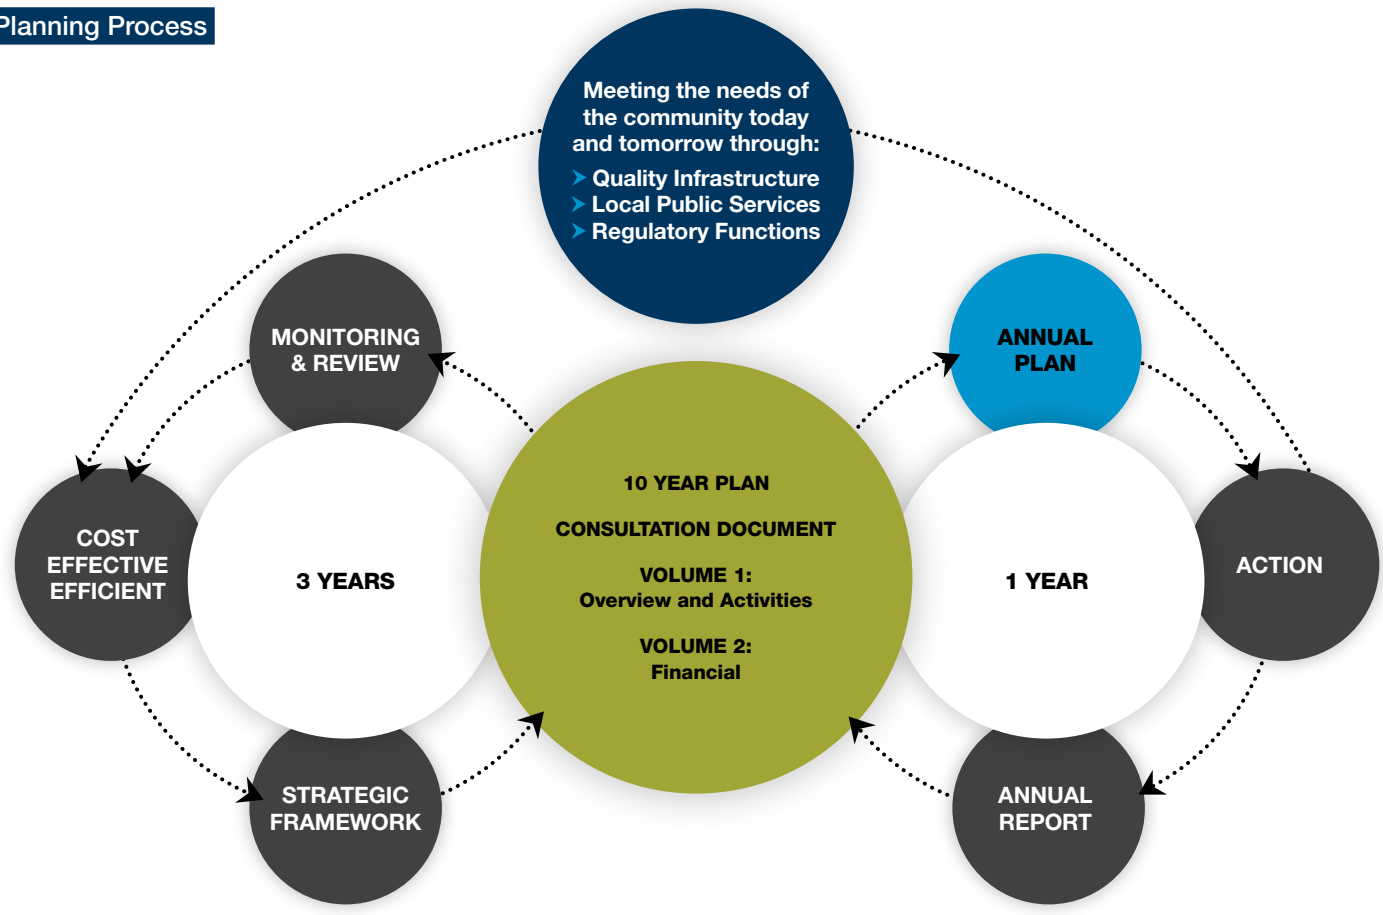 Planning Process
Meeting the needs of
the community today
and tomorrow through:
➤ Quality Infrastructure
➤ Local Public Services
➤ Regulatory Functions
MONITORING
& REVIEW
ANNUAL
PLAN
COST
EFFECTIVE
EFFICIENT
3 YEARS
10 YEAR PLAN
CONSULTATION DOCUMENT
VOLUME 1:
Overview and Activities
VOLUME 2:
Financial
1 YEAR
ACTION
STRATEGIC
FRAMEWORK
ANNUAL
REPORT